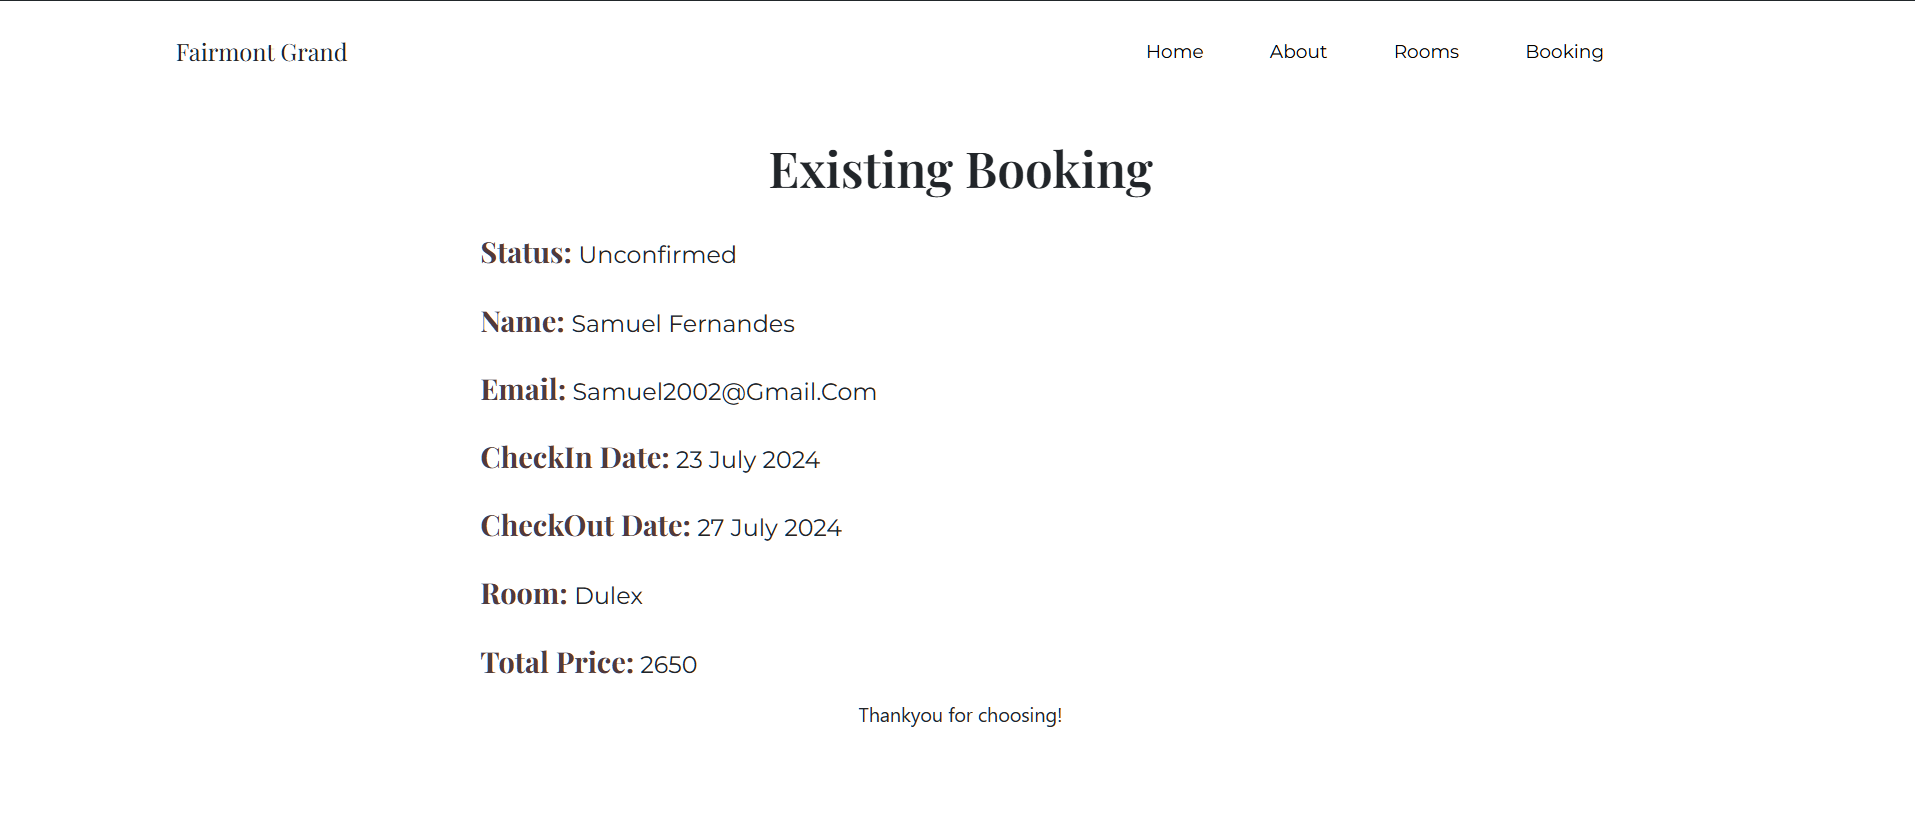 Fairmont Grand Home About Rooms Booking
Existing Booking
Status: Unconfirmed
Name: Samuel Fernandes
Email: Samuel2002@Gmail.Com
CheckIn Date: 23 July 2024
CheckOut Date: 27 July 2024
Room: Dulex
Total Price: 2650
Thankyou for choosing!